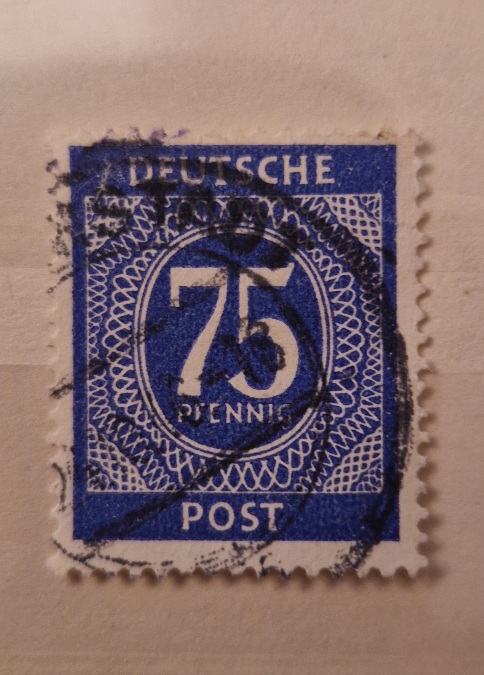 DEUTSCHE
75
PFENNIG
POST